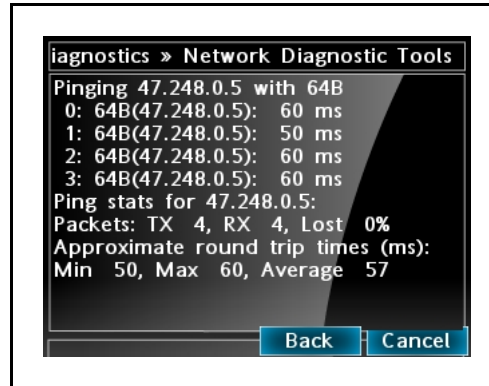 iagnostics » Network Diagnostic Tools
Pinging 47.248.0.5 with 64B
0: 64B(47.248.0.5): 60 ms
1: 64B(47.248.0.5): 50 ms
2: 64B(47.248.0.5): 60 ms
3: 64B(47.248.0.5): 60 ms
Ping stats for 47.248.0.5:
Packets: TX 4, RX 4, Lost 0%
Approximate round trip times (ms):
Min 50, Max 60, Average 57
Back Cancel